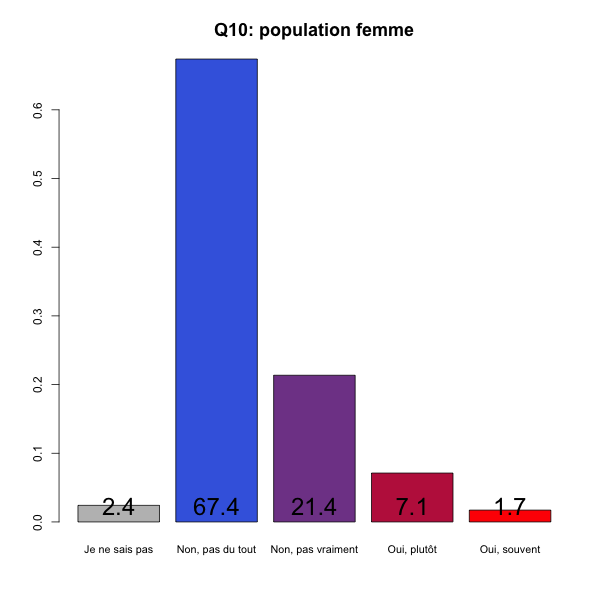 Q10: population femme
0.6
0.5
0.4
0.3
0.2
0.1
0.0
2.4 67.4 21.4 7.1 1.7
Je ne sais pas Non, pas du tout Non, pas vraiment Oui, plutôt Oui, souvent